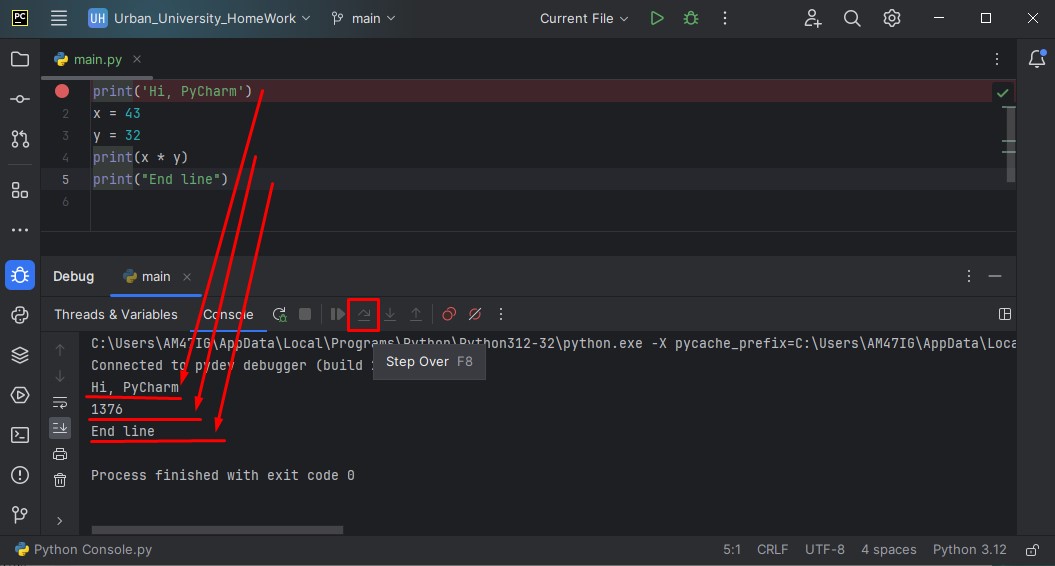 PC UH Urban_University_HomeWork main Current File
main.py
print('Hi, PyCharm')
2 x = 43
3 y = 32
4 print(x * y)
5 print("End line")
6
Debug main
Threads & Variables Console
C:\Users\AM47IG\AppData\Local\Programs\Python\Python312-32\python.exe -X pycache_prefix=C:\Users\AM47IG\AppData\Loca
Connected to pydev debugger (build
Step Over F8
Hi, PyCharm
1376
End line
Process finished with exit code 0
Python Console.py 5:1 CRLF UTF-8 4 spaces Python 3.12